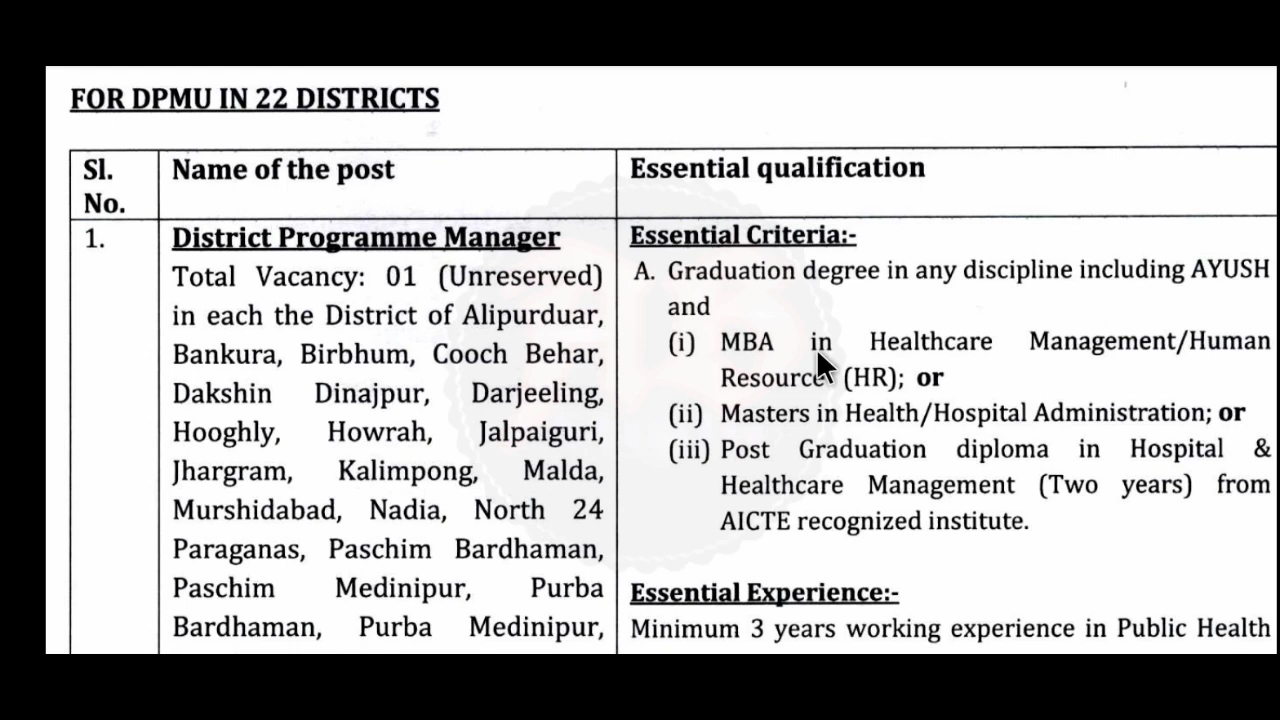 FOR DPMU IN 22 DISTRICTS
Sl.
No.
Name of the post
Essential qualification
1.
District Programme Manager
Total Vacancy: 01 (Unreserved)
in each the District of Alipurduar,
Bankura, Birbhum, Cooch Behar,
Dakshin Dinajpur, Darjeeling,
Hooghly, Howrah, Jalpaiguri,
Jhargram, Kalimpong, Malda,
Murshidabad, Nadia, North 24
Paraganas, Paschim Bardhaman,
Paschim Medinipur, Purba
Bardhaman, Purba Medinipur,
Essential Criteria:-
A. Graduation degree in any discipline including AYUSH
and
(i) MBA in Healthcare Management/Human
Resource (HR); or
(ii) Masters in Health/Hospital Administration; or
(iii) Post Graduation diploma in Hospital &
Healthcare Management (Two years) from
AICTE recognized institute.
Essential Experience:-
Minimum 3 years working experience in Public Health